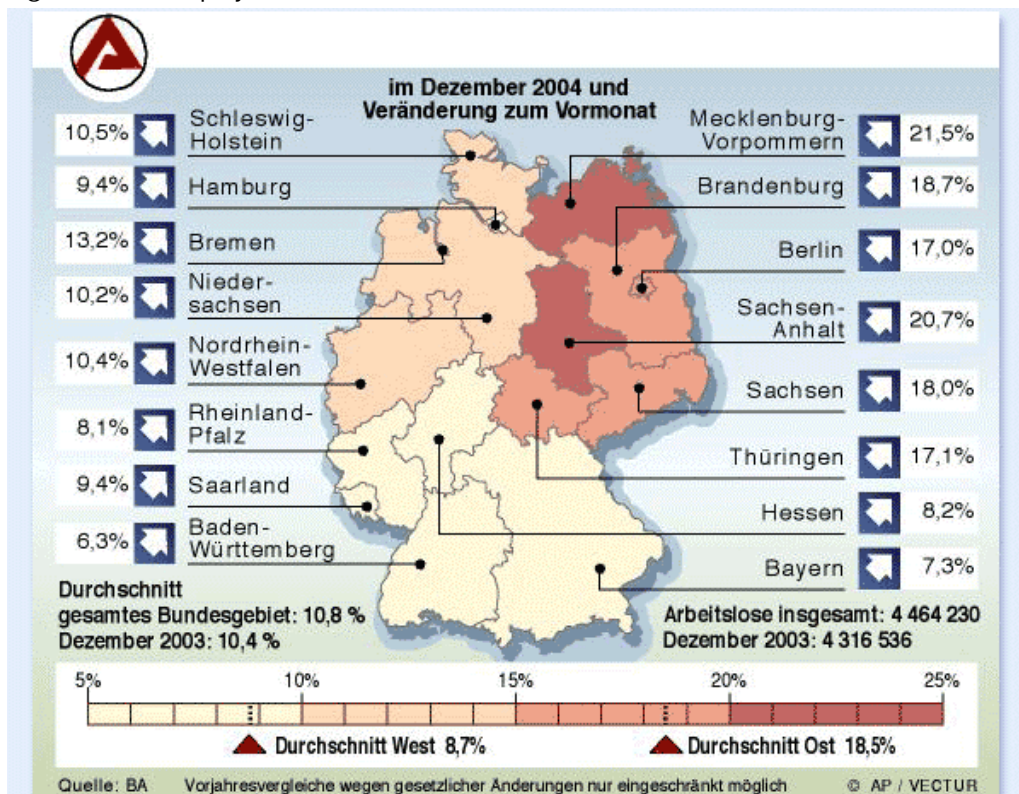 im Dezember 2004 und
Veränderung zum Vormonat
10,5%
Schleswig-
Holstein
9,4%
Hamburg
13,2%
Bremen
10,2%
Nieder-
sachsen
10,4%
Nordrhein-
Westfalen
8,1%
Rheinland-
Pfalz
9,4%
Saarland
6,3%
Baden-
Württemberg
Mecklenburg-
Vorpommern
21,5%
Brandenburg
18,7%
Berlin
17,0%
Sachsen-
Anhalt
20,7%
Sachsen
18,0%
Thüringen
17,1%
Hessen
8,2%
Bayern
7,3%
Durchschnitt
gesamtes Bundesgebiet: 10,8 %
Dezember 2003: 10,4 %
Arbeitslose insgesamt: 4 464 230
Dezember 2003: 4 316 536
5% 10% 15% 20% 25%
Durchschnitt West 8,7%
Durchschnitt Ost 18,5%
Quelle: BA Vorjahresvergleiche wegen gesetzlicher Änderungen nur eingeschränkt möglich © AP / VECTUR